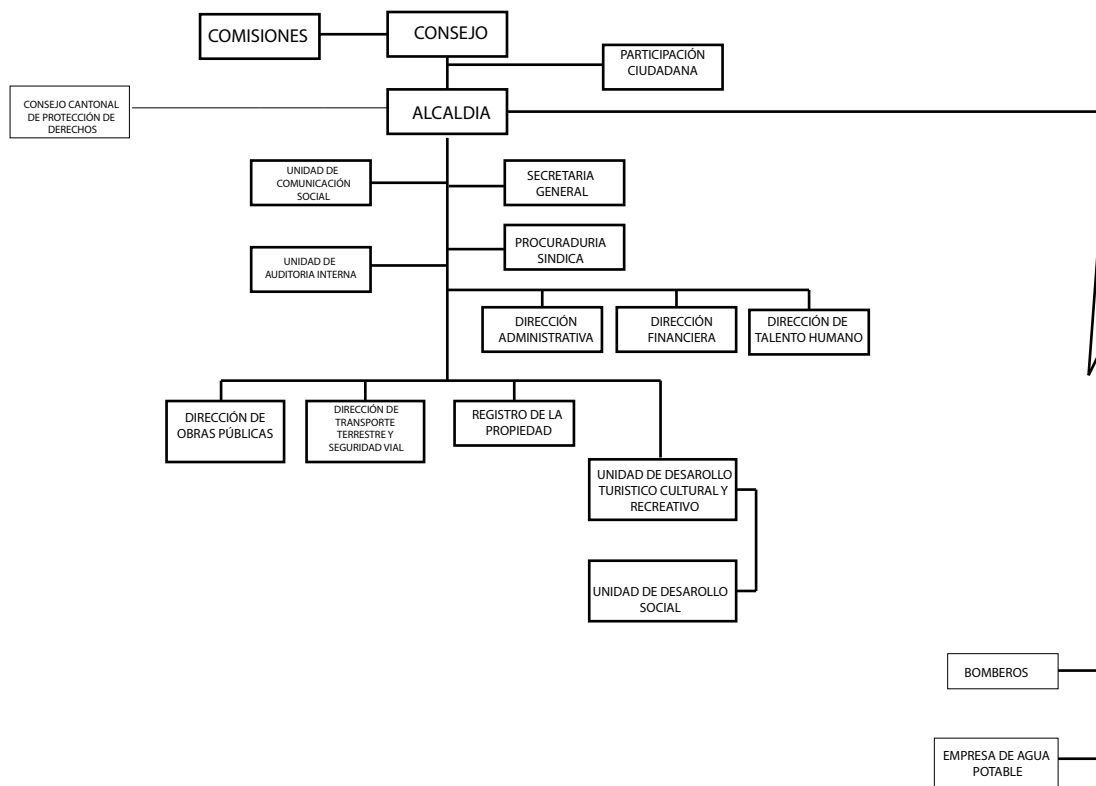 COMISIONES
CONSEJO
PARTICIPACIÓN
CIUDADANA
CONSEJO CANTONAL
DE PROTECCIÓN DE
DERECHOS
ALCALDIA
UNIDAD DE
COMUNICACIÓN
SOCIAL
SECRETARIA
GENERAL
UNIDAD DE
AUDITORIA INTERNA
PROCURADURIA
SINDICA
DIRECCIÓN
ADMINISTRATIVA
DIRECCIÓN
FINANCIERA
DIRECCIÓN DE
TALENTO HUMANO
DIRECCIÓN DE
OBRAS PÚBLICAS
DIRECCIÓN DE
TRANSPORTE
TERRESTRE Y
SEGURIDAD VIAL
REGISTRO DE LA
PROPIEDAD
UNIDAD DE DESAROLLO
TURISTICO CULTURAL Y
RECREATIVO
UNIDAD DE DESAROLLO
SOCIAL
BOMBEROS
EMPRESA DE AGUA
POTABLE